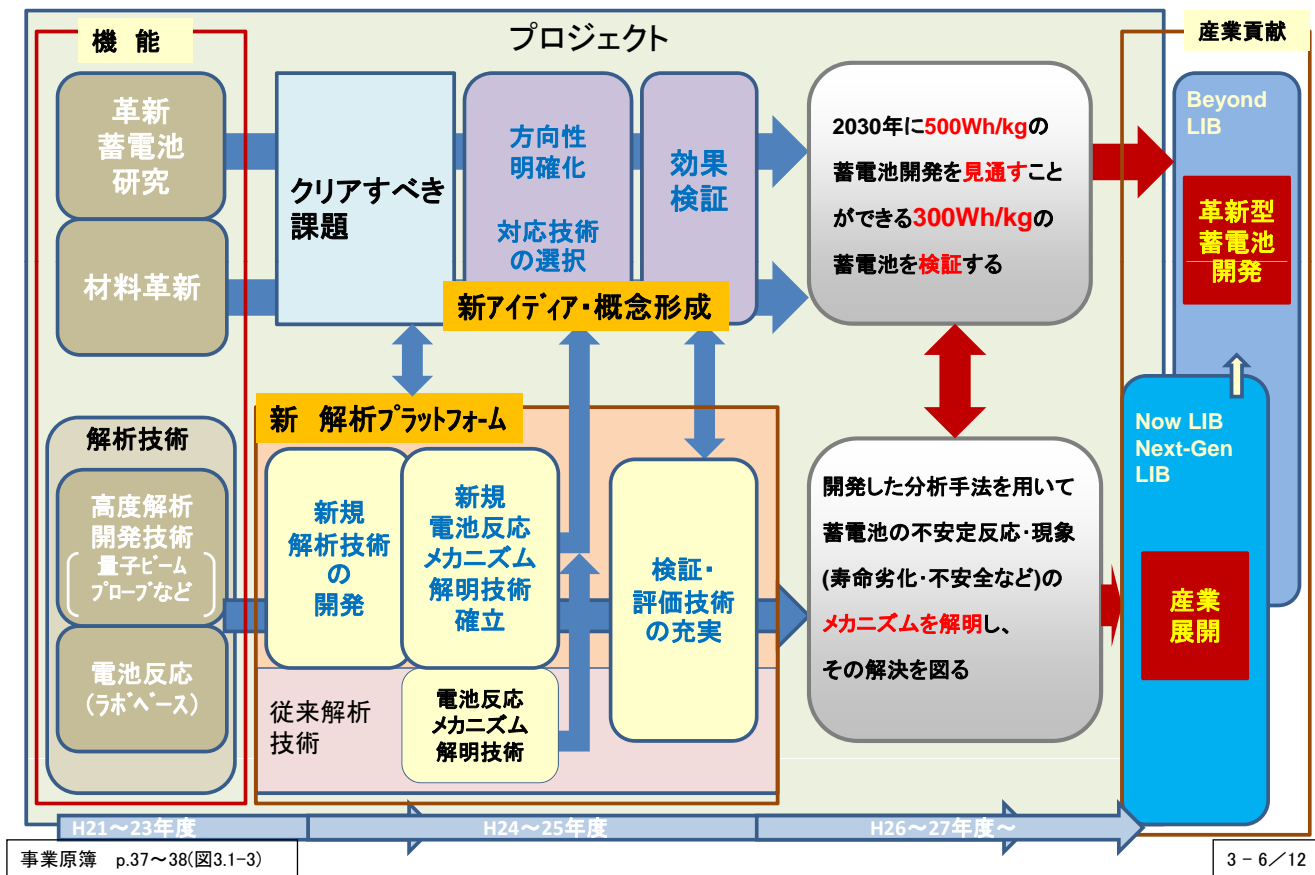 プロジェクト
機 能
産業貢献
革新
蓄電池
研究
材料革新
クリアすべき
課題
方向性
明確化
対応技術
の選択
効果
検証
新アイディア・概念形成
2030年に500Wh/kgの
蓄電池開発を見通すこと
ができる300Wh/kgの
蓄電池を検証する
Beyond
LIB
革新型
蓄電池
開発
解析技術
高度解析
開発技術
量子ビーム
プローブなど
電池反応
(ラボベース)
新 解析プラットフォーム
新規
解析技術
の
開発
新規
電池反応
メカニズム
解明技術
確立
検証・
評価技術
の充実
従来解析
技術
電池反応
メカニズム
解明技術
開発した分析手法を用いて
蓄電池の不安定反応・現象
(寿命劣化・不安全など)の
メカニズムを解明し、
その解決を図る
Now LIB
Next-Gen
LIB
産業
展開
H21～23年度
H24～25年度
H26～27年度～
事業原簿 p.37～38(図3.1-3)
3 - 6／12